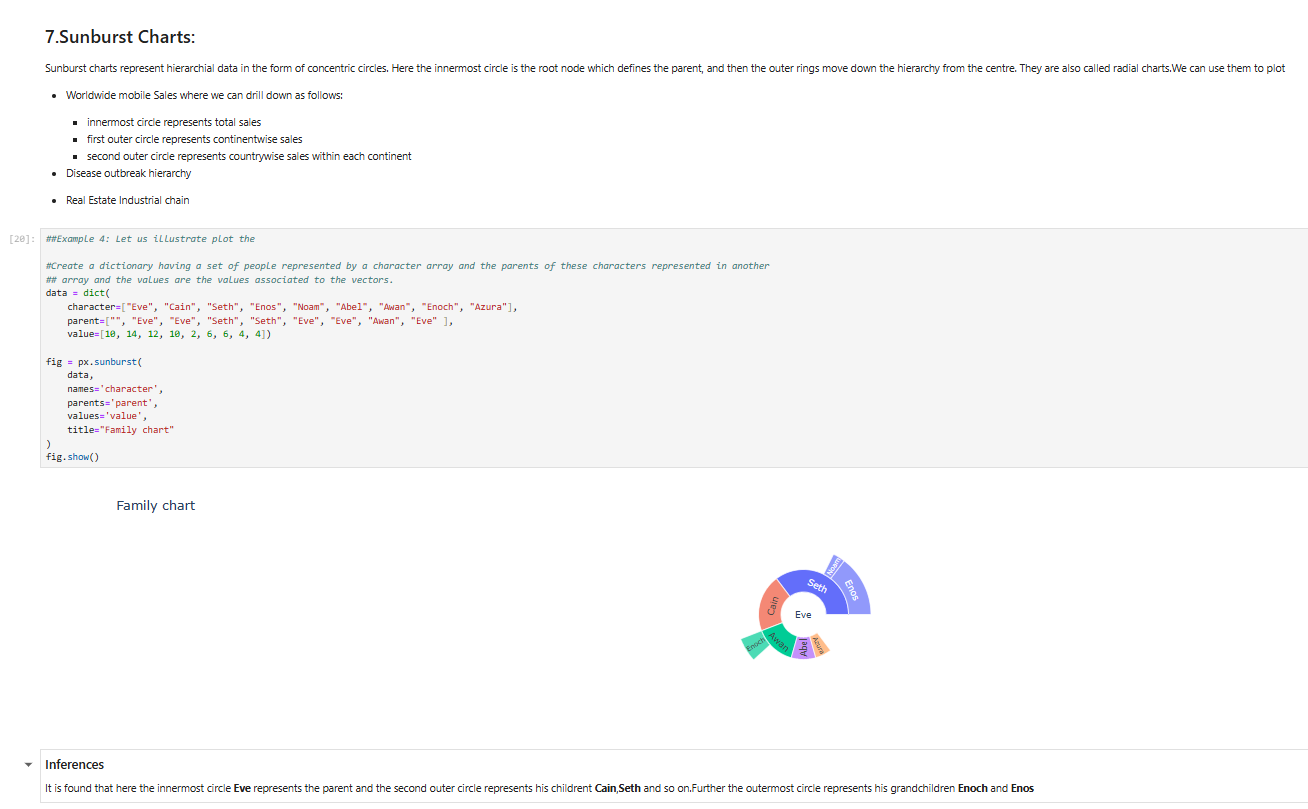 7.Sunburst Charts:
Sunburst charts represent hierarchial data in the form of concentric circles. Here the innermost circle is the root node which defines the parent, and then the outer rings move down the hierarchy from the centre. They are also called radial charts.We can use them to plot
• Worldwide mobile Sales where we can drill down as follows:
▪ innermost circle represents total sales
▪ first outer circle represents continentwise sales
▪ second outer circle represents countrywise sales within each continent
• Disease outbreak hierarchy
• Real Estate Industrial chain
[20]: ##Example 4: Let us illustrate plot the
#Create a dictionary having a set of people represented by a character array and the parents of these characters represented in another
## array and the values are the values associated to the vectors.
data = dict(
    character=["Eve", "Cain", "Seth", "Enos", "Noam", "Abel", "Awan", "Enoch", "Azura"],
    parent=["", "Eve", "Eve", "Seth", "Seth", "Eve", "Eve", "Awan", "Eve" ],
    value=[10, 14, 12, 10, 2, 6, 6, 4, 4])
fig = px.sunburst(
    data,
    names='character',
    parents='parent',
    values='value',
    title="Family chart"
)
fig.show()
Family chart
Noam
Seth
Enos
Cain
Eve
Awan
Enoch
Abel
Azura
Inferences
It is found that here the innermost circle Eve represents the parent and the second outer circle represents his childrent Cain,Seth and so on.Further the outermost circle represents his grandchildren Enoch and Enos